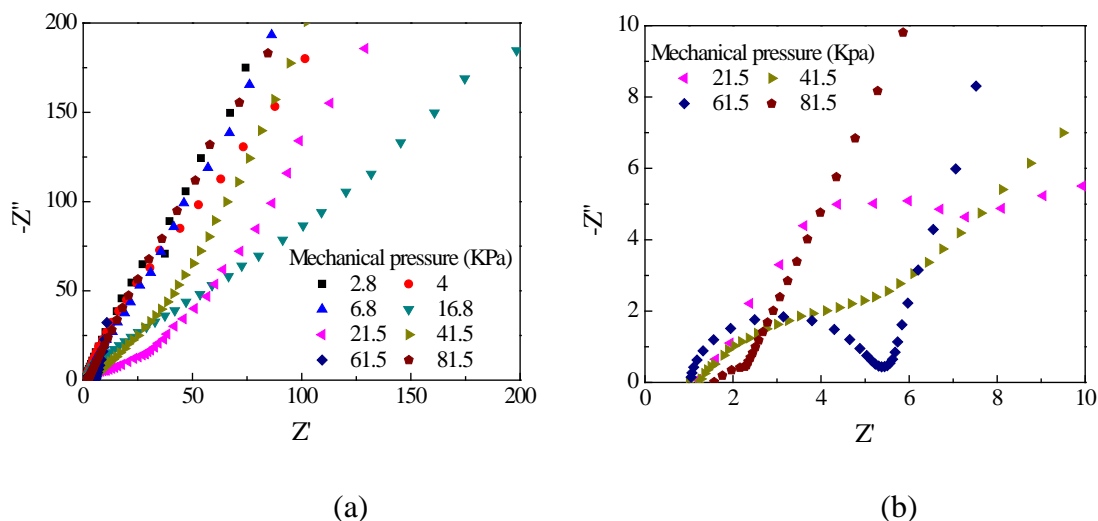 200
150
100
50
0
-Z''
0 50 100 150 200
Z'
Mechanical pressure (KPa)
2.8 4
6.8 16.8
21.5 41.5
61.5 81.5
(a)
10
8
6
4
2
0
-Z''
0 2 4 6 8 10
Z'
Mechanical pressure (Kpa)
21.5 41.5
61.5 81.5
(b)